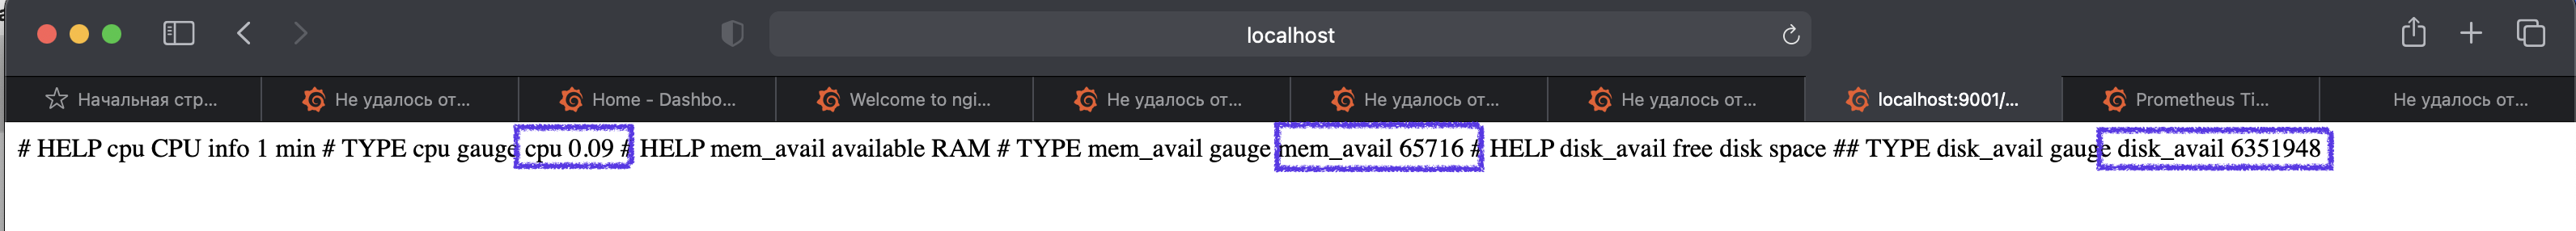 localhost
Начальная стр...
Не удалось от...
Home - Dashbo...
Welcome to ngi...
Не удалось от...
Не удалось от...
Не удалось от...
localhost:9001/...
Prometheus Ti...
Не удалось от...
# HELP cpu CPU info 1 min # TYPE cpu gauge cpu 0.09 # HELP mem_avail available RAM # TYPE mem_avail gauge mem_avail 65716 # HELP disk_avail free disk space ## TYPE disk_avail gauge disk_avail 6351948